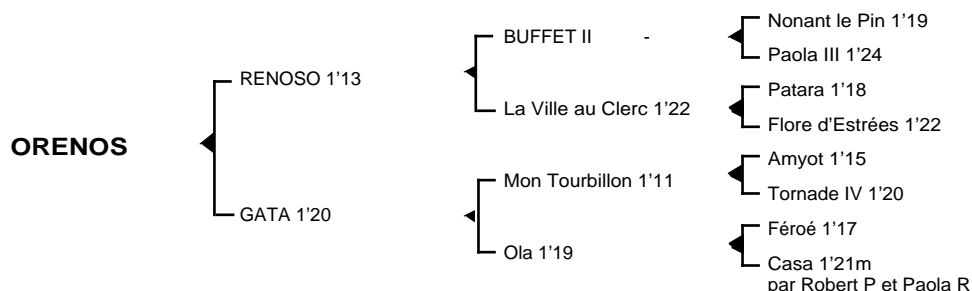 Nonant le Pin 1’19
BUFFET II -
Paola III 1’24
RENOSO 1’13
Patara 1’18
La Ville au Clerc 1’22
Flore d’Estrées 1’22
ORENOS
Amyot 1’15
Mon Tourbillon 1’11
Tornade IV 1’20
GATA 1’20
Féroé 1’17
Ola 1’19
Casa 1’21m
par Robert P et Paola R